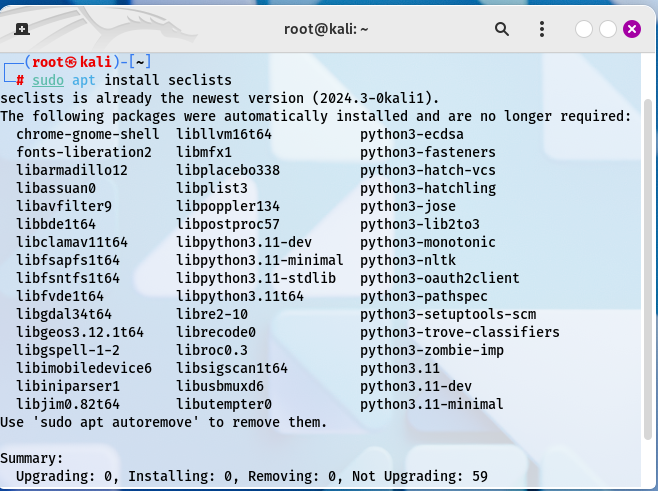 root@kali: ~
┌──(root㉿kali)-[~]
└─# sudo apt install seclists
seclists is already the newest version (2024.3-0kali1).
The following packages were automatically installed and are no longer required:
  chrome-gnome-shell  libllvm16t64           python3-ecdsa
  fonts-liberation2   libmfx1                python3-fasteners
  libarmadillo12      libplacebo338          python3-hatch-vcs
  libassuan0          libplist3              python3-hatchling
  libavfilter9        libpoppler134          python3-jose
  libbde1t64          libpostproc57          python3-lib2to3
  libclamav11t64      libpython3.11-dev      python3-monotonic
  libfsapfs1t64       libpython3.11-minimal  python3-nltk
  libfsntfs1t64       libpython3.11-stdlib   python3-oauth2client
  libfvde1t64         libpython3.11t64       python3-pathspec
  libgdal34t64        libre2-10              python3-setuptools-scm
  libgeos3.12.1t64    librecode0             python3-trove-classifiers
  libgspell-1-2       libroc0.3              python3-zombie-imp
  libimobiledevice6   libsigscan1t64         python3.11
  libiniparser1       libusbmuxd6            python3.11-dev
  libjim0.82t64       libutempter0           python3.11-minimal
Use 'sudo apt autoremove' to remove them.
Summary:
  Upgrading: 0, Installing: 0, Removing: 0, Not Upgrading: 59